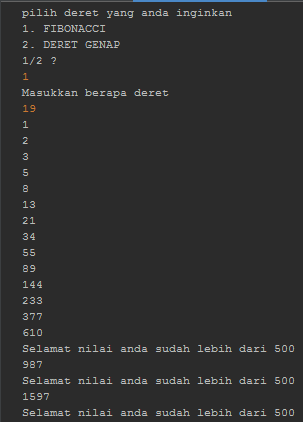 pilih deret yang anda inginkan
1. FIBONACCI
2. DERET GENAP
1/2 ?
1
Masukkan berapa deret
19
1
2
3
5
8
13
21
34
55
89
144
233
377
610
Selamat nilai anda sudah lebih dari 500
987
Selamat nilai anda sudah lebih dari 500
1597
Selamat nilai anda sudah lebih dari 500